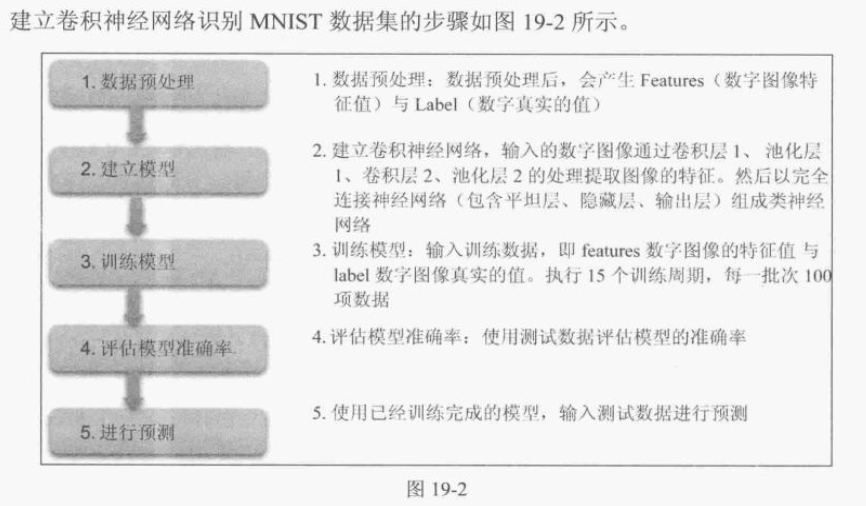 建立卷积神经网络识别 MNIST 数据集的步骤如图 19-2 所示。
1. 数据预处理
1. 数据预处理：数据预处理后，会产生 Features（数字图像特
征值）与 Label（数字真实的值）
2. 建立模型
2. 建立卷积神经网络，输入的数字图像通过卷积层 1、 池化层
1、卷积层 2、池化层 2 的处理提取图像的特征。然后以完全
连接神经网络（包含平坦层、隐藏层、输出层）组成类神经
网络
3. 训练模型
3. 训练模型：输入训练数据，即 features 数字图像的特征值 与
label 数字图像真实的值。执行 15 个训练周期，每一批次 100
项数据
4. 评估模型准确率
4. 评估模型准确率：使用测试数据评估模型的准确率
5. 进行预测
5. 使用已经训练完成的模型，输入测试数据进行预测
图 19-2